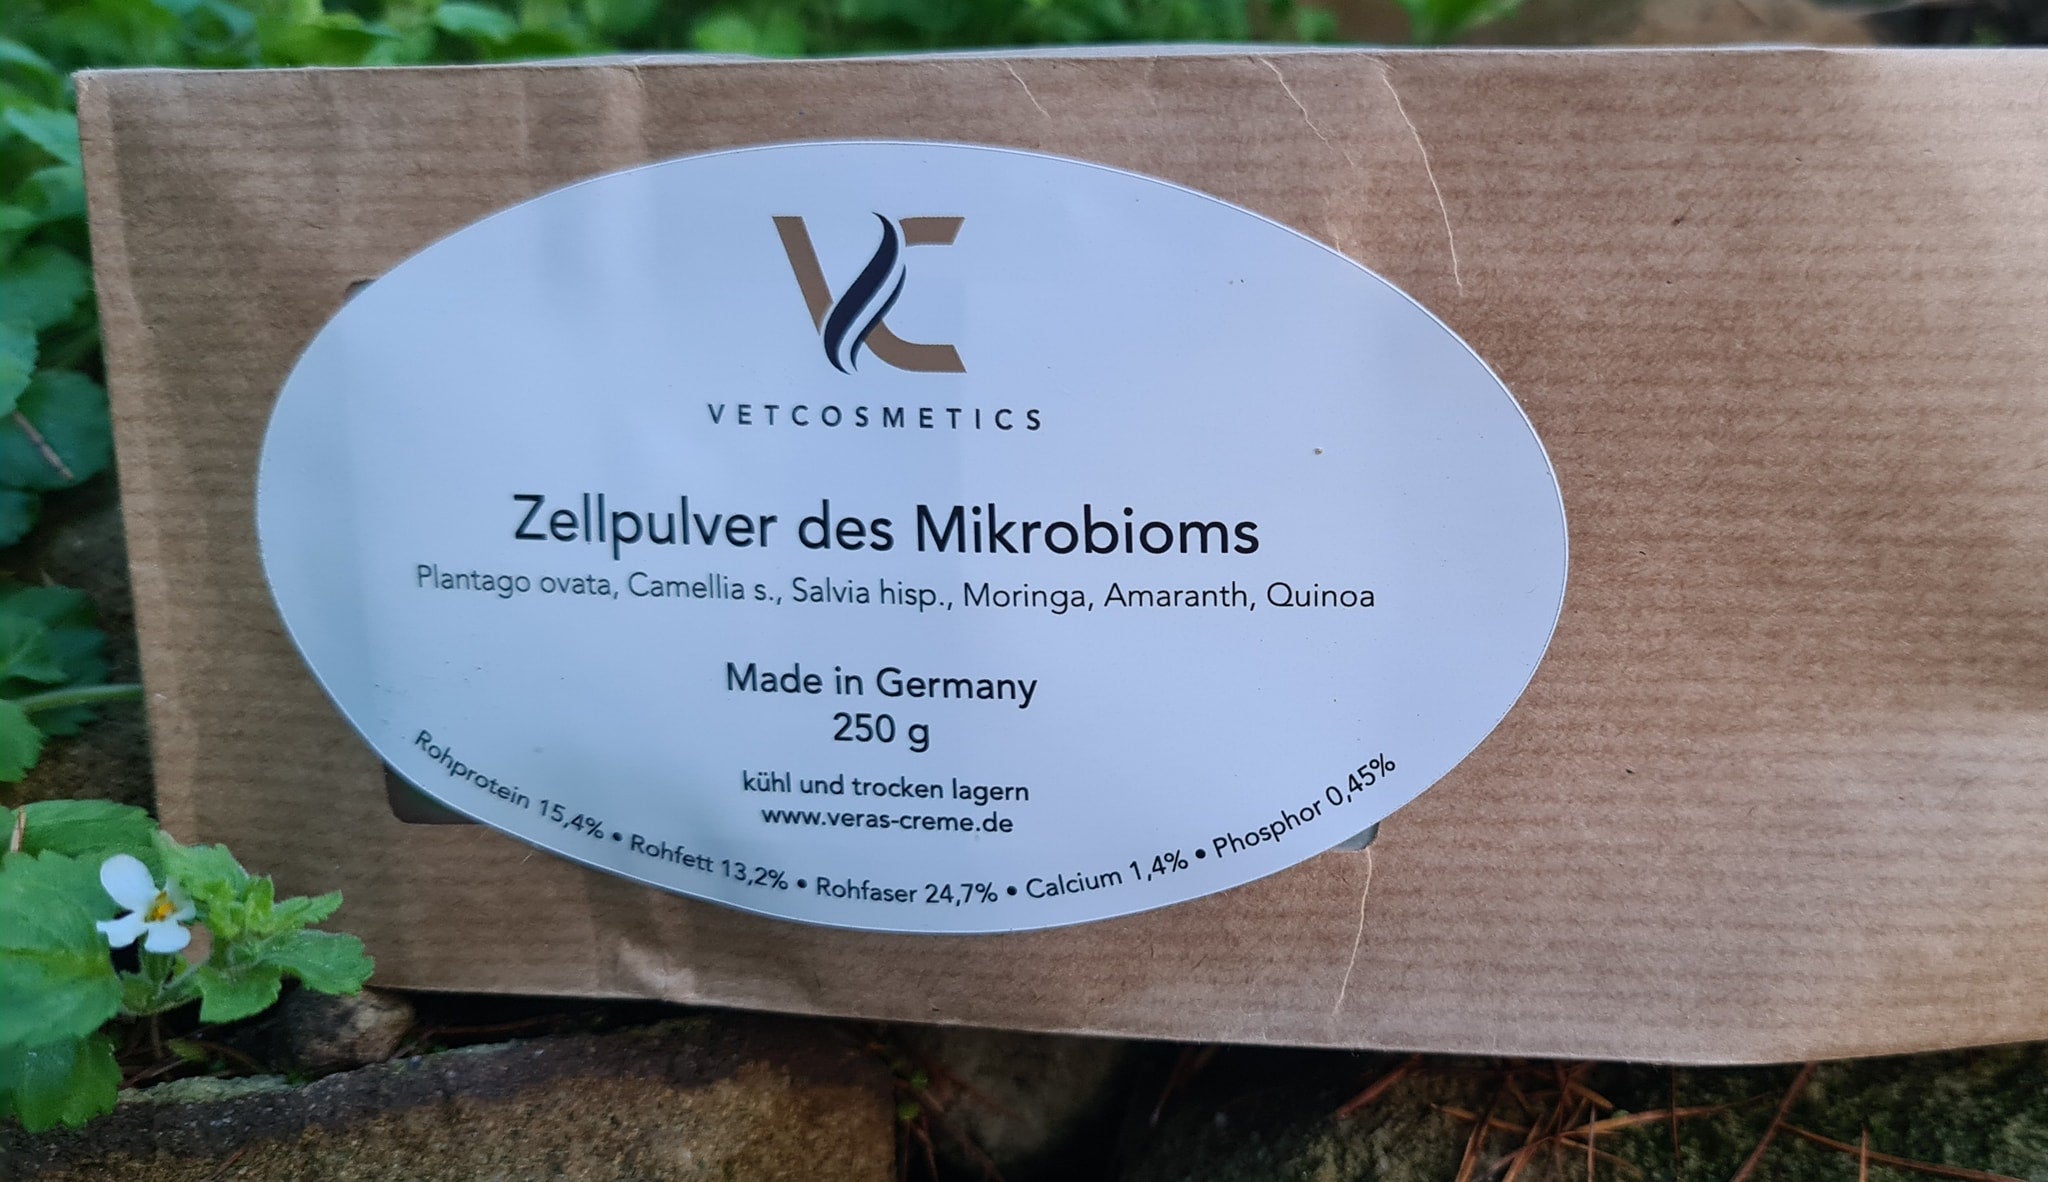 VC
VETCOSMETICS
Zellpulver des Mikrobioms
Plantago ovata, Camellia s., Salvia hisp., Moringa, Amaranth, Quinoa
Made in Germany
250 g
kühl und trocken lagern
www.veras-creme.de
Rohprotein 15,4% • Rohfett 13,2% • Rohfaser 24,7% • Calcium 1,4% • Phosphor 0,45%